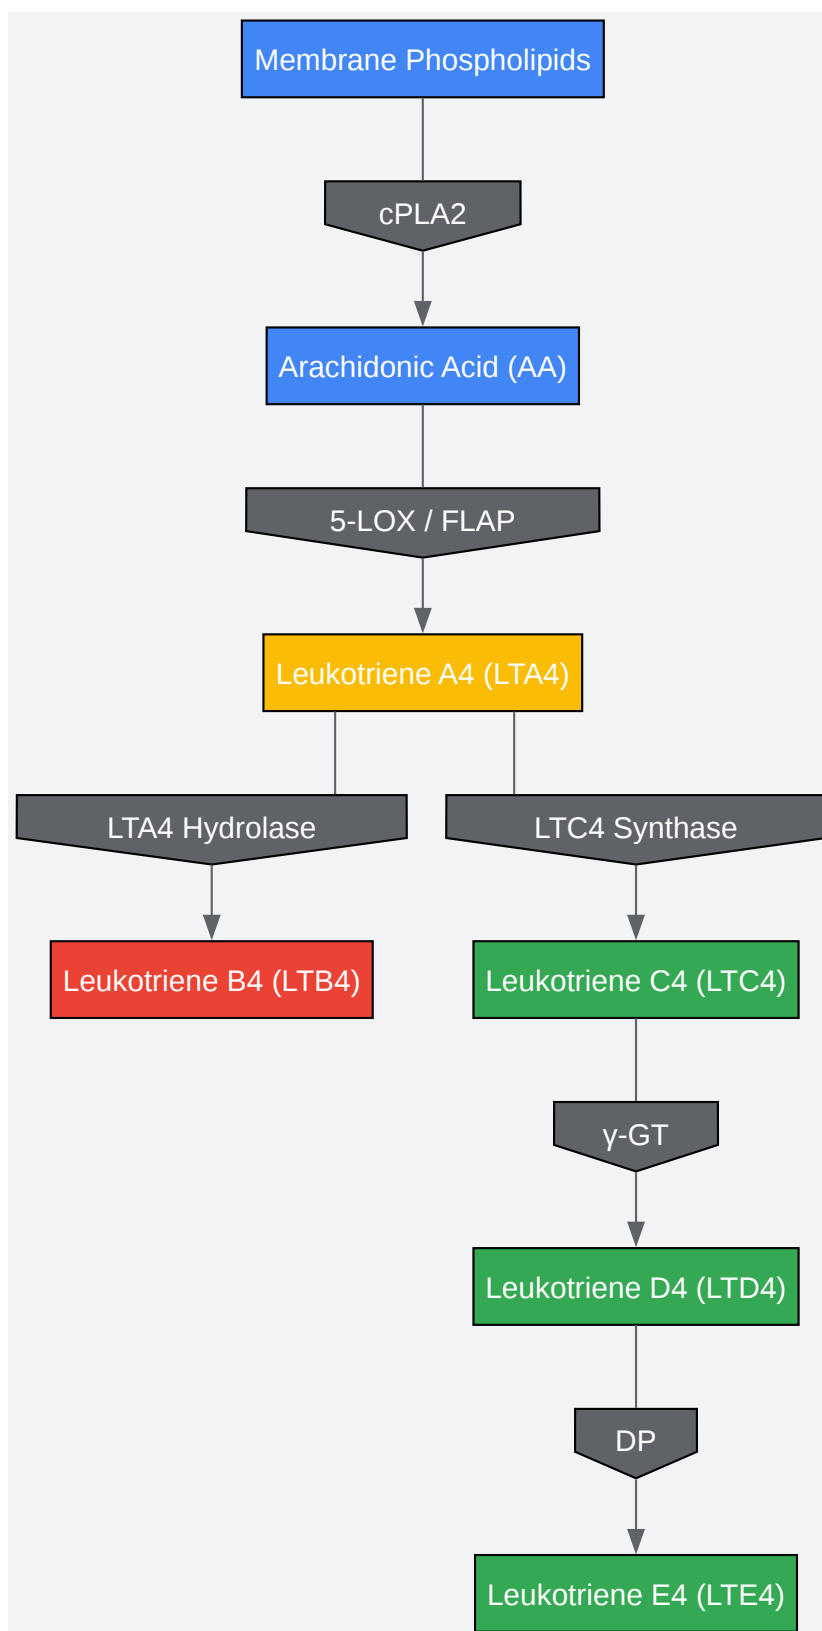 Membrane Phospholipids
cPLA2
Arachidonic Acid (AA)
5-LOX / FLAP
Leukotriene A4 (LTA4)
LTA4 Hydrolase
LTC4 Synthase
Leukotriene B4 (LTB4)
Leukotriene C4 (LTC4)
γ-GT
Leukotriene D4 (LTD4)
DP
Leukotriene E4 (LTE4)